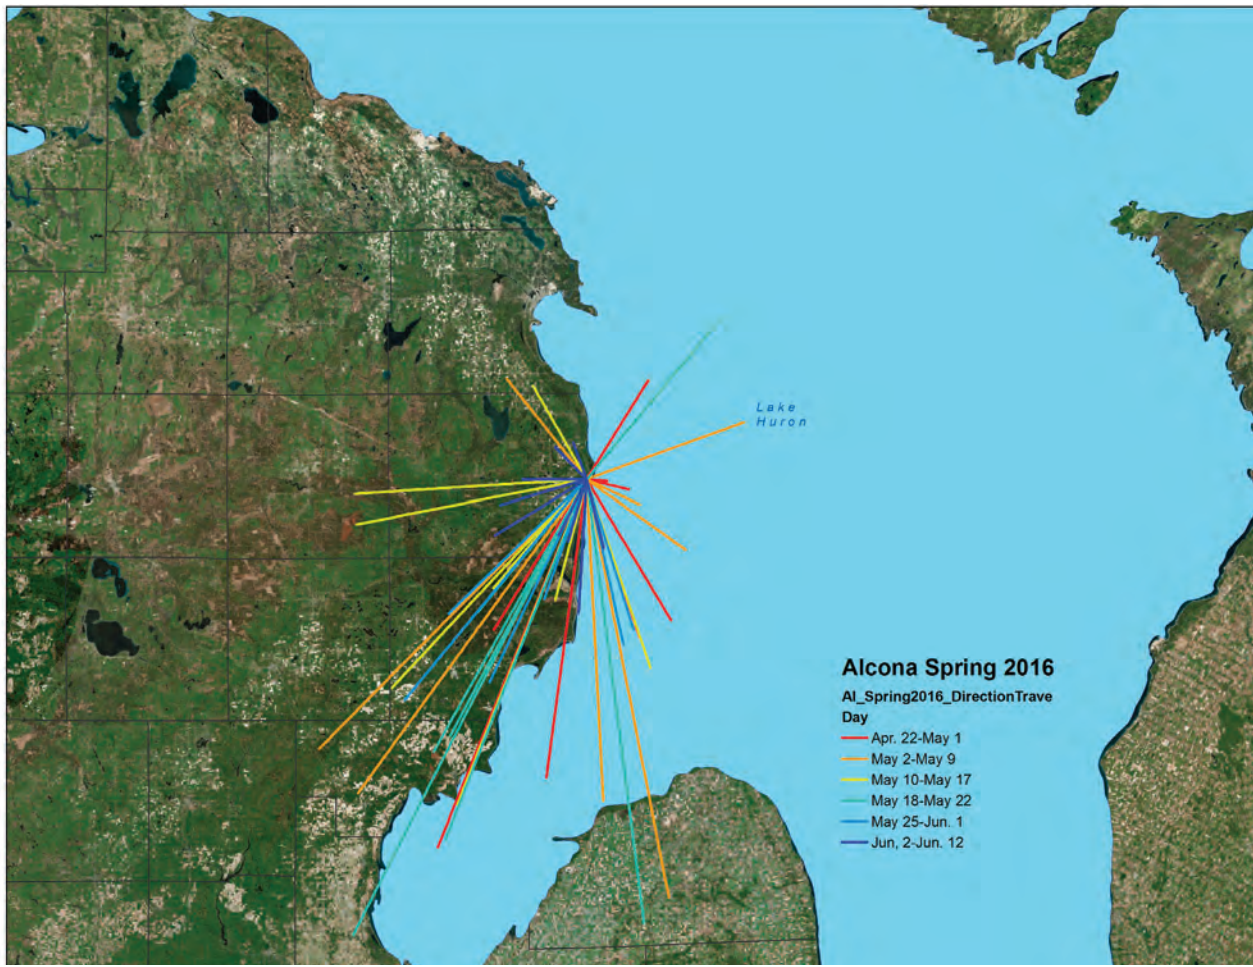 Lake
Huron
Alcona Spring 2016
Al_Spring2016_DirectionTrave
Day
Apr. 22-May 1
May 2-May 9
May 10-May 17
May 18-May 22
May 25-Jun. 1
Jun, 2-Jun. 12